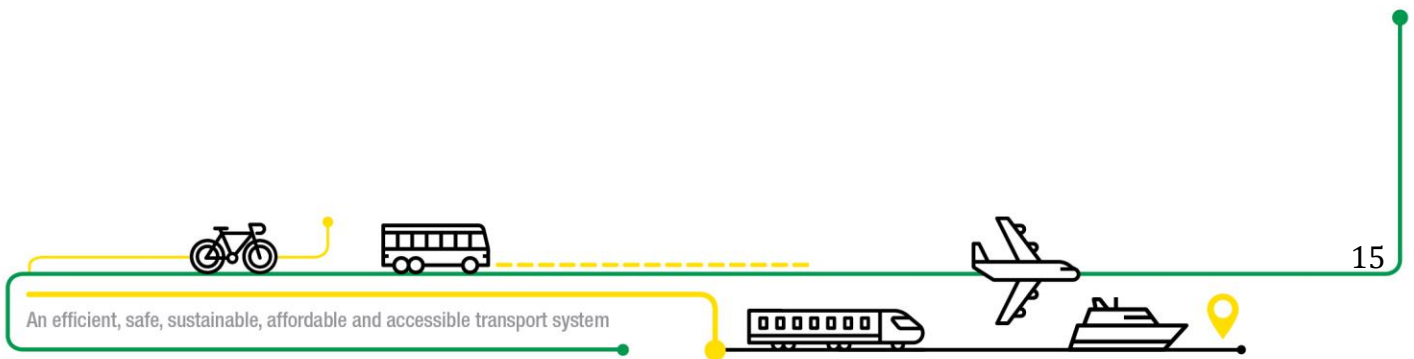 15
An efficient, safe, sustainable, affordable and accessible transport system